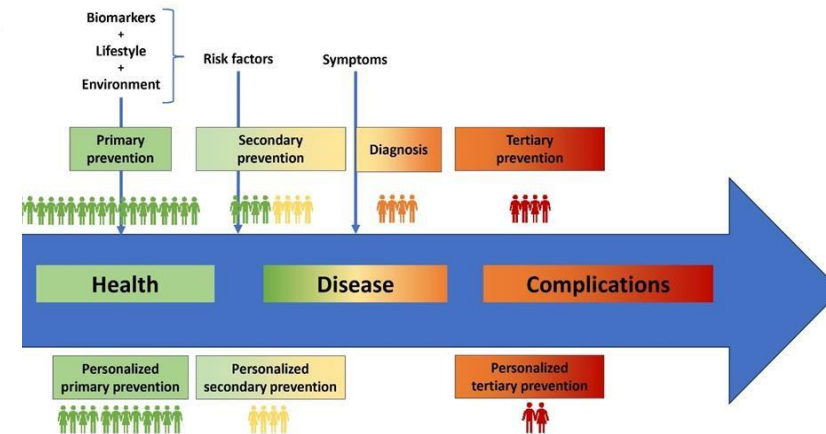 Biomarkers
+
Lifestyle
+
Environment
Risk factors
Symptoms
Primary
prevention
Secondary
prevention
Diagnosis
Tertiary
prevention
Health
Disease
Complications
Personalized
primary prevention
Personalized
secondary prevention
Personalized
tertiary prevention